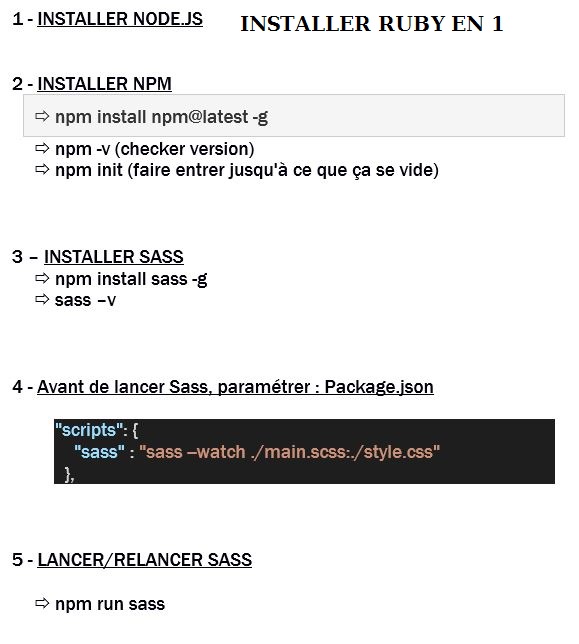 1 - INSTALLER NODE.JS INSTALLER RUBY EN 1
2 - INSTALLER NPM
⇨ npm install npm@latest -g
⇨ npm -v (checker version)
⇨ npm init (faire entrer jusqu'à ce que ça se vide)
3 – INSTALLER SASS
⇨ npm install sass -g
⇨ sass –v
4 - Avant de lancer Sass, paramétrer : Package.json
"scripts": {
"sass" : "sass –watch ./main.scss:./style.css"
},
5 - LANCER/RELANCER SASS
⇨ npm run sass